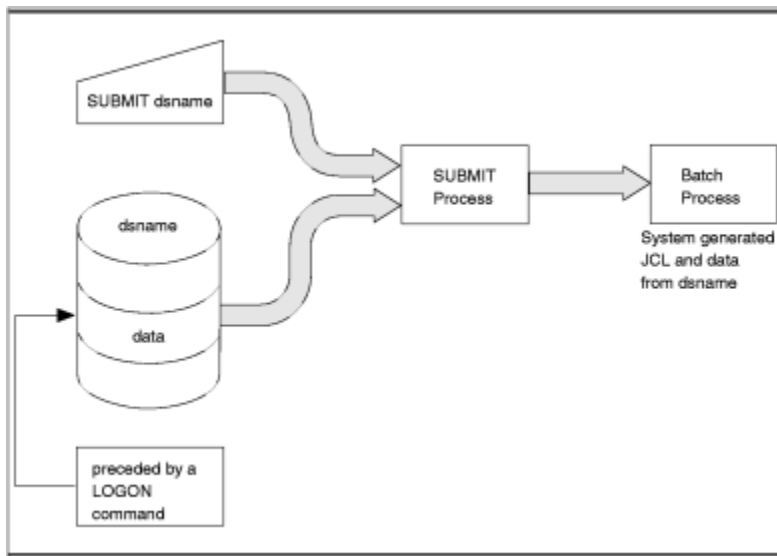 SUBMIT dsname
SUBMIT
Process
Batch
Process
System generated
JCL and data
from dsname
dsname
data
preceded by a
LOGON
command